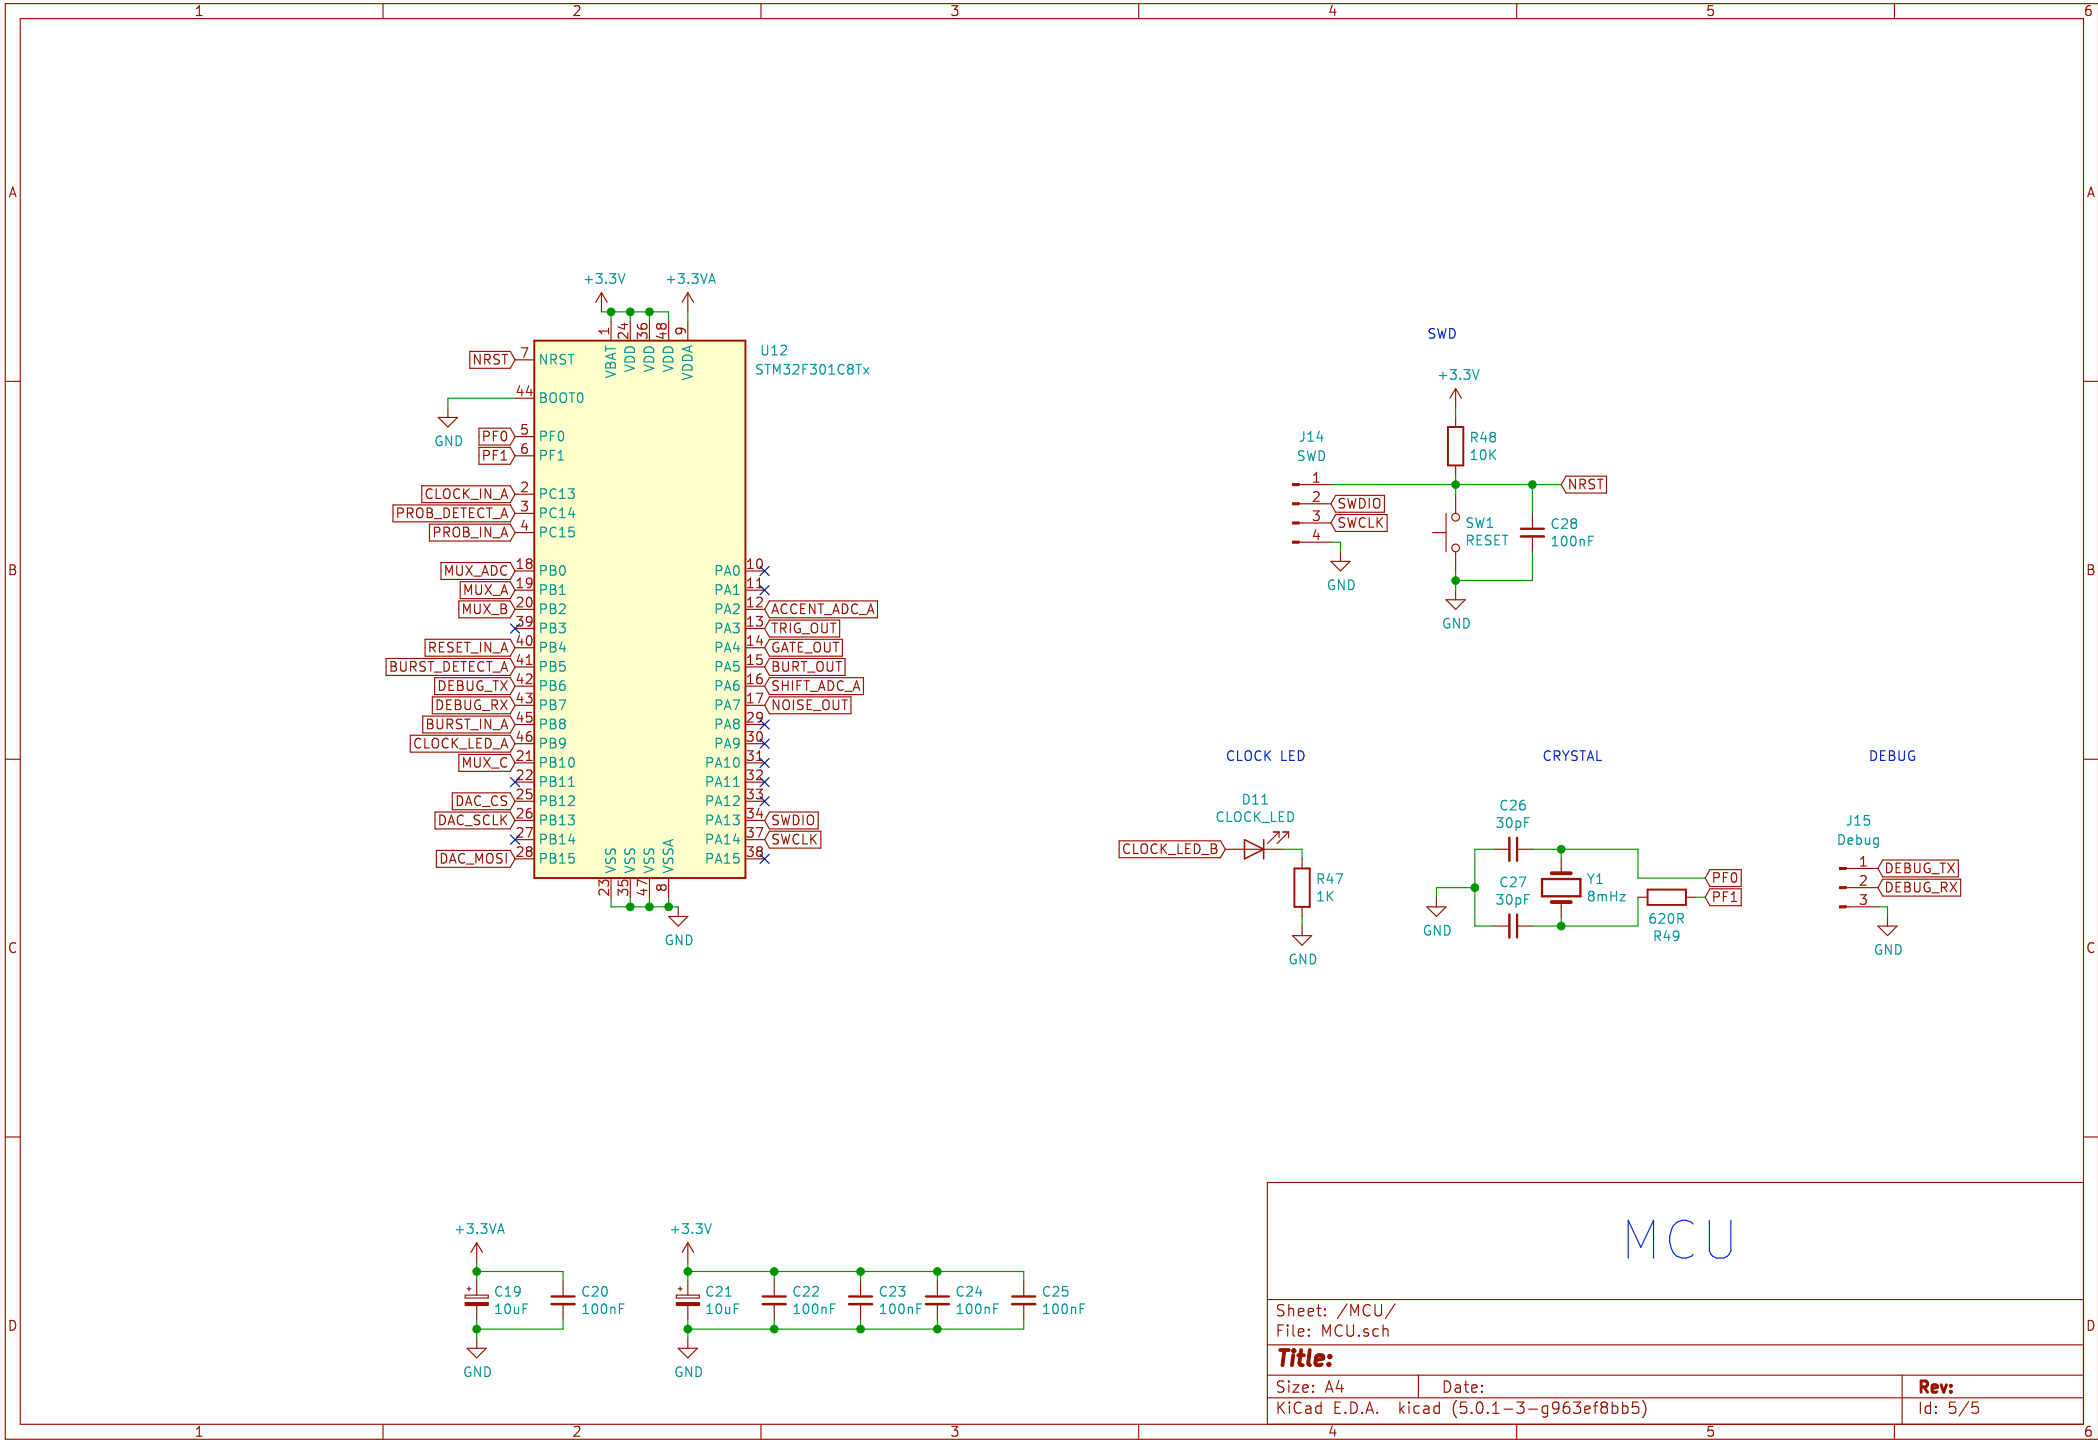 1 2 3 4 5 6
A A
B B
C C
D D
1 2 3 4 5 6
+3.3V +3.3VA
1 24 36 48 9
VBAT VDD VDD VDD VDDA
U12
STM32F301C8Tx
NRST 7 NRST
44 BOOT0
GND
PF0 5 PF0
PF1 6 PF1
CLOCK_IN_A 2 PC13
PROB_DETECT_A 3 PC14
PROB_IN_A 4 PC15
MUX_ADC 18 PB0 PA0 10
MUX_A 19 PB1 PA1 11
MUX_B 20 PB2 PA2 12 ACCENT_ADC_A
39 PB3 PA3 13 TRIG_OUT
RESET_IN_A 40 PB4 PA4 14 GATE_OUT
BURST_DETECT_A 41 PB5 PA5 15 BURT_OUT
DEBUG_TX 42 PB6 PA6 16 SHIFT_ADC_A
DEBUG_RX 43 PB7 PA7 17 NOISE_OUT
BURST_IN_A 45 PB8 PA8 29
CLOCK_LED_A 46 PB9 PA9 30
MUX_C 21 PB10 PA10 31
22 PB11 PA11 32
DAC_CS 25 PB12 PA12 33
DAC_SCLK 26 PB13 PA13 34 SWDIO
27 PB14 PA14 37 SWCLK
DAC_MOSI 28 PB15 PA15 38
VSS VSS VSS VSSA
23 35 47 8
GND
SWD
+3.3V
R48
10K
J14
SWD
1
2 SWDIO
3 SWCLK
4
GND
NRST
SW1
RESET
C28
100nF
GND
CLOCK LED
D11
CLOCK_LED
CLOCK_LED_B
R47
1K
GND
CRYSTAL
C26
30pF
C27
30pF
GND
Y1
8mHz
PF0
PF1
620R
R49
DEBUG
J15
Debug
1 DEBUG_TX
2 DEBUG_RX
3
GND
+3.3VA
C19
10uF
C20
100nF
GND
+3.3V
C21
10uF
C22
100nF
C23
100nF
C24
100nF
C25
100nF
GND
MCU
Sheet: /MCU/
File: MCU.sch
Title:
Size: A4 Date: Rev:
KiCad E.D.A. kicad (5.0.1-3-g963ef8bb5) Id: 5/5